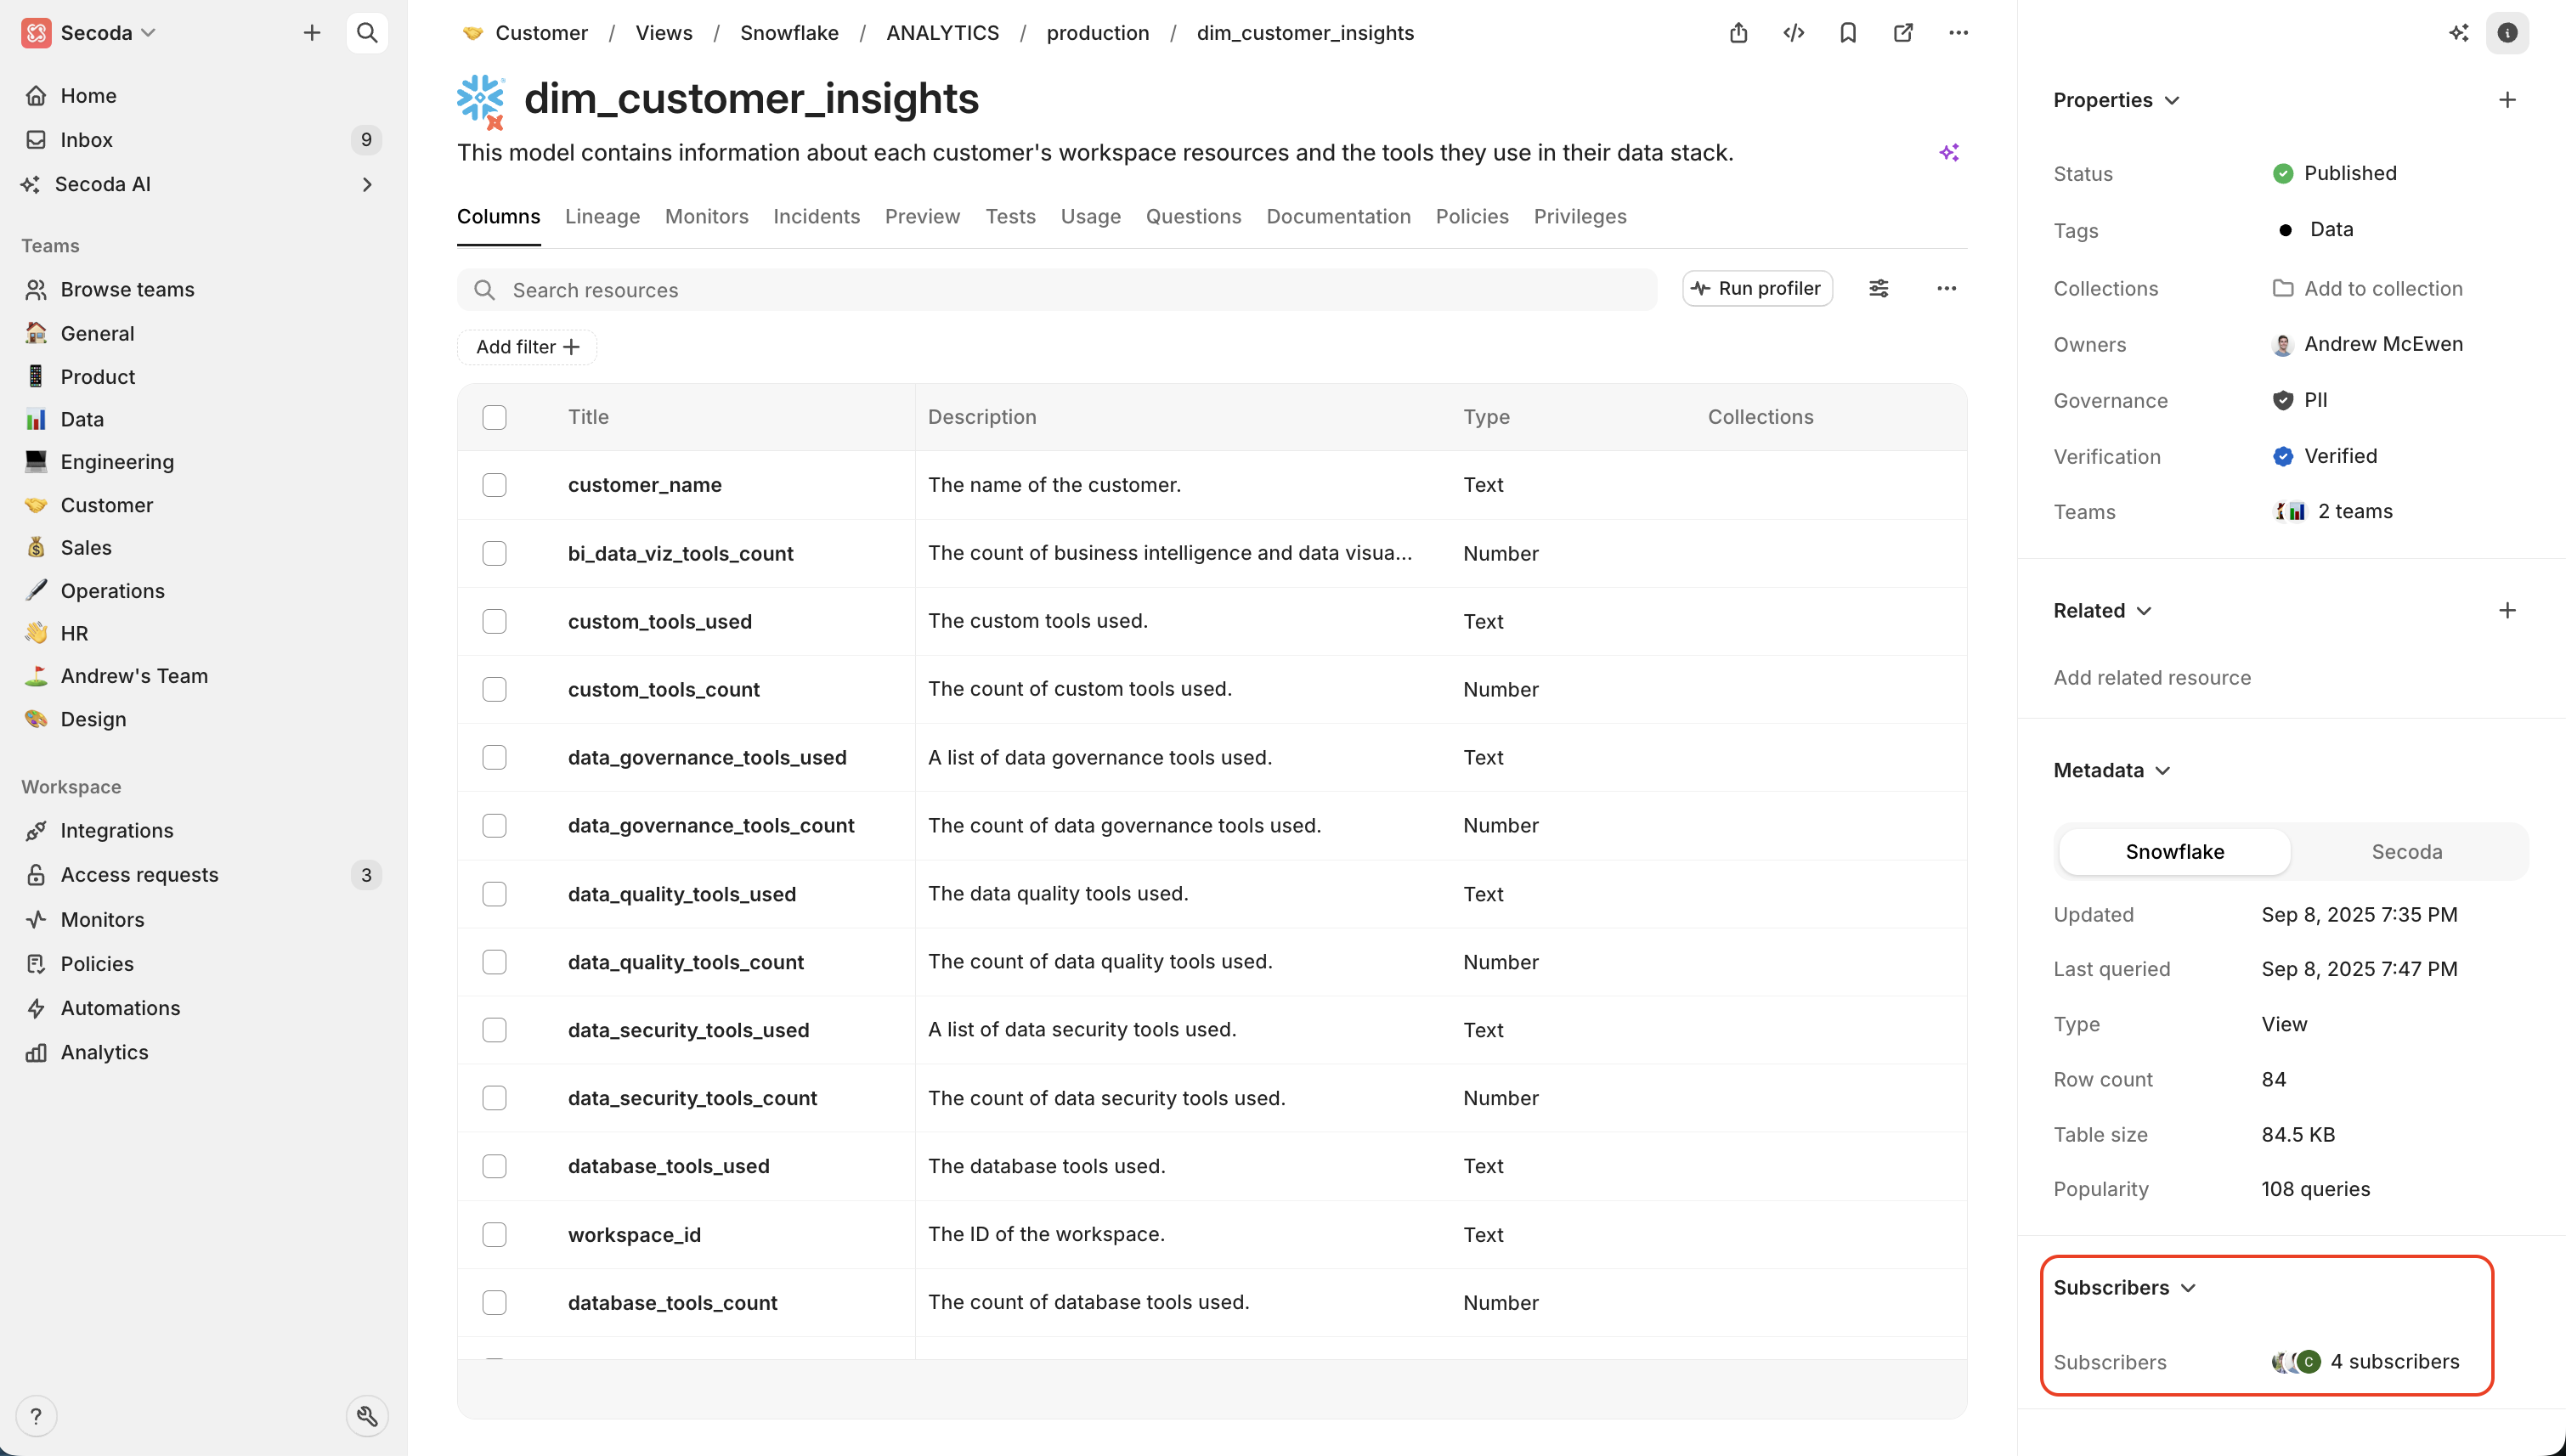 Secoda
Home
Inbox 9
Secoda AI
Teams
Browse teams
General
Product
Data
Engineering
Customer
Sales
Operations
HR
Andrew's Team
Design
Workspace
Integrations
Access requests 3
Monitors
Policies
Automations
Analytics
?
Customer / Views / Snowflake / ANALYTICS / production / dim_customer_insights
dim_customer_insights
This model contains information about each customer's workspace resources and the tools they use in their data stack.
Columns Lineage Monitors Incidents Preview Tests Usage Questions Documentation Policies Privileges
Search resources
Run profiler
Add filter
Title Description Type Collections
customer_name The name of the customer. Text
bi_data_viz_tools_count The count of business intelligence and data visua... Number
custom_tools_used The custom tools used. Text
custom_tools_count The count of custom tools used. Number
data_governance_tools_used A list of data governance tools used. Text
data_governance_tools_count The count of data governance tools used. Number
data_quality_tools_used The data quality tools used. Text
data_quality_tools_count The count of data quality tools used. Number
data_security_tools_used A list of data security tools used. Text
data_security_tools_count The count of data security tools used. Number
database_tools_used The database tools used. Text
workspace_id The ID of the workspace. Text
database_tools_count The count of database tools used. Number
Properties
Status Published
Tags Data
Collections Add to collection
Owners Andrew McEwen
Governance PII
Verification Verified
Teams 2 teams
Related
Add related resource
Metadata
Snowflake Secoda
Updated Sep 8, 2025 7:35 PM
Last queried Sep 8, 2025 7:47 PM
Type View
Row count 84
Table size 84.5 KB
Popularity 108 queries
Subscribers
Subscribers C 4 subscribers